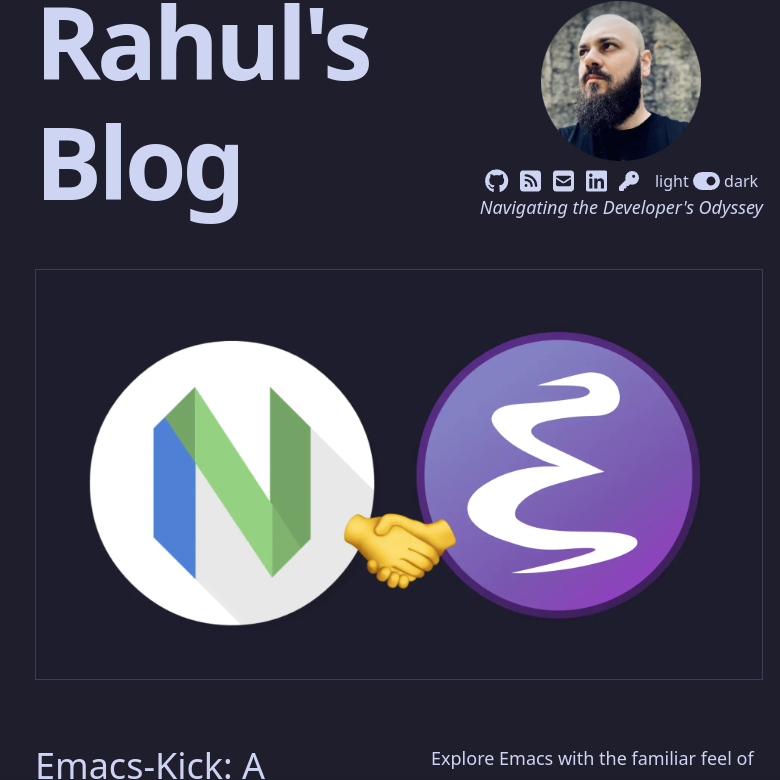 Rahul's
Blog
light dark
Navigating the Developer's Odyssey
Emacs-Kick: A
Explore Emacs with the familiar feel of